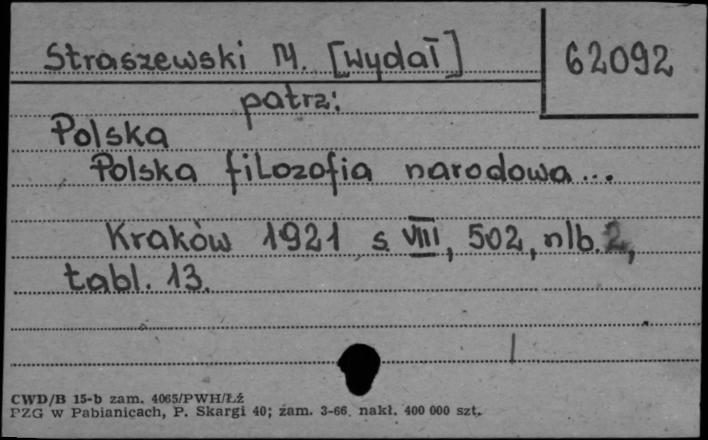 Straszewski M. [wydał] 62092
patrz:
Polska
Polska filozofia narodowa...
Kraków 1921 s. VIII, 502, nlb. 2,
tabl. 13.
CWD/B 15-b zam. 4065/PWH/Łź
PZG w Pabianicach, P. Skargi 40; zam. 3-66. nakł. 400 000 szt.